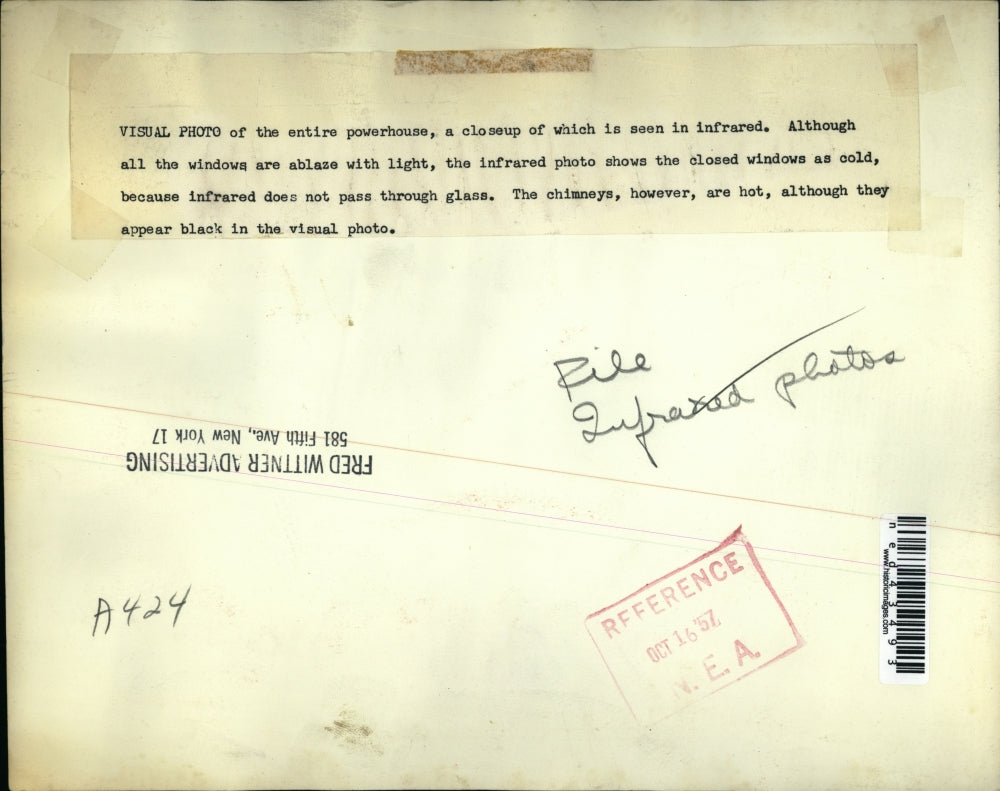 VISUAL PHOTO of the entire powerhouse, a closeup of which is seen in infrared. Although
all the windows are ablaze with light, the infrared photo shows the closed windows as cold,
because infrared does not pass through glass. The chimneys, however, are hot, although they
appear black in the visual photo.
File
Infrared photos
FRED WITTNER ADVERTISING
581 Fifth Ave., New York 17
A424
REFERENCE
OCT 16 '57
N. E. A.
ned43493
www.historicimages.com